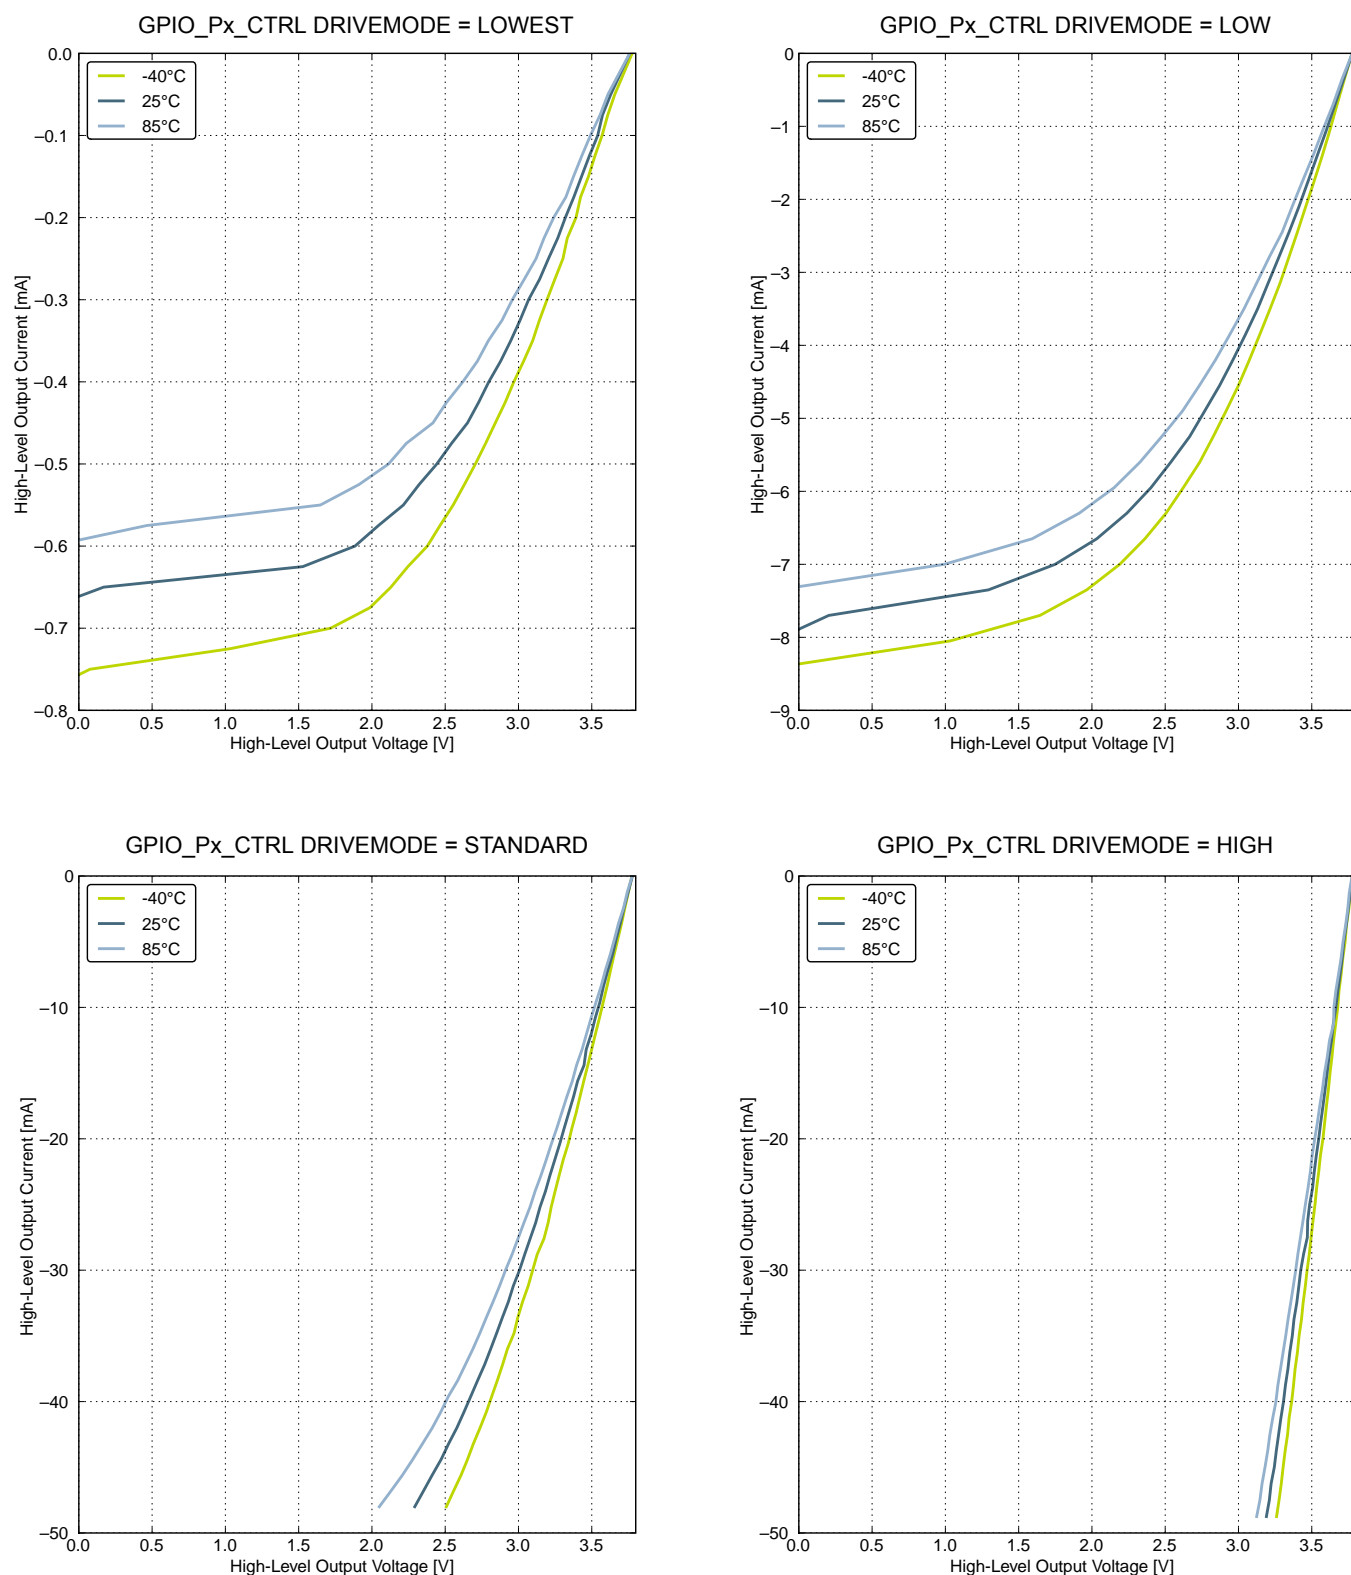 GPIO_Px_CTRL DRIVEMODE = LOWEST
0.0
–0.1
–0.2
–0.3
–0.4
–0.5
–0.6
–0.7
–0.8
High-Level Output Current [mA]
-40°C
25°C
85°C
0.0 0.5 1.0 1.5 2.0 2.5 3.0 3.5
High-Level Output Voltage [V]
GPIO_Px_CTRL DRIVEMODE = LOW
0
–1
–2
–3
–4
–5
–6
–7
–8
–9
High-Level Output Current [mA]
-40°C
25°C
85°C
0.0 0.5 1.0 1.5 2.0 2.5 3.0 3.5
High-Level Output Voltage [V]
GPIO_Px_CTRL DRIVEMODE = STANDARD
0
–10
–20
–30
–40
–50
High-Level Output Current [mA]
-40°C
25°C
85°C
0.0 0.5 1.0 1.5 2.0 2.5 3.0 3.5
High-Level Output Voltage [V]
GPIO_Px_CTRL DRIVEMODE = HIGH
0
–10
–20
–30
–40
–50
High-Level Output Current [mA]
-40°C
25°C
85°C
0.0 0.5 1.0 1.5 2.0 2.5 3.0 3.5
High-Level Output Voltage [V]